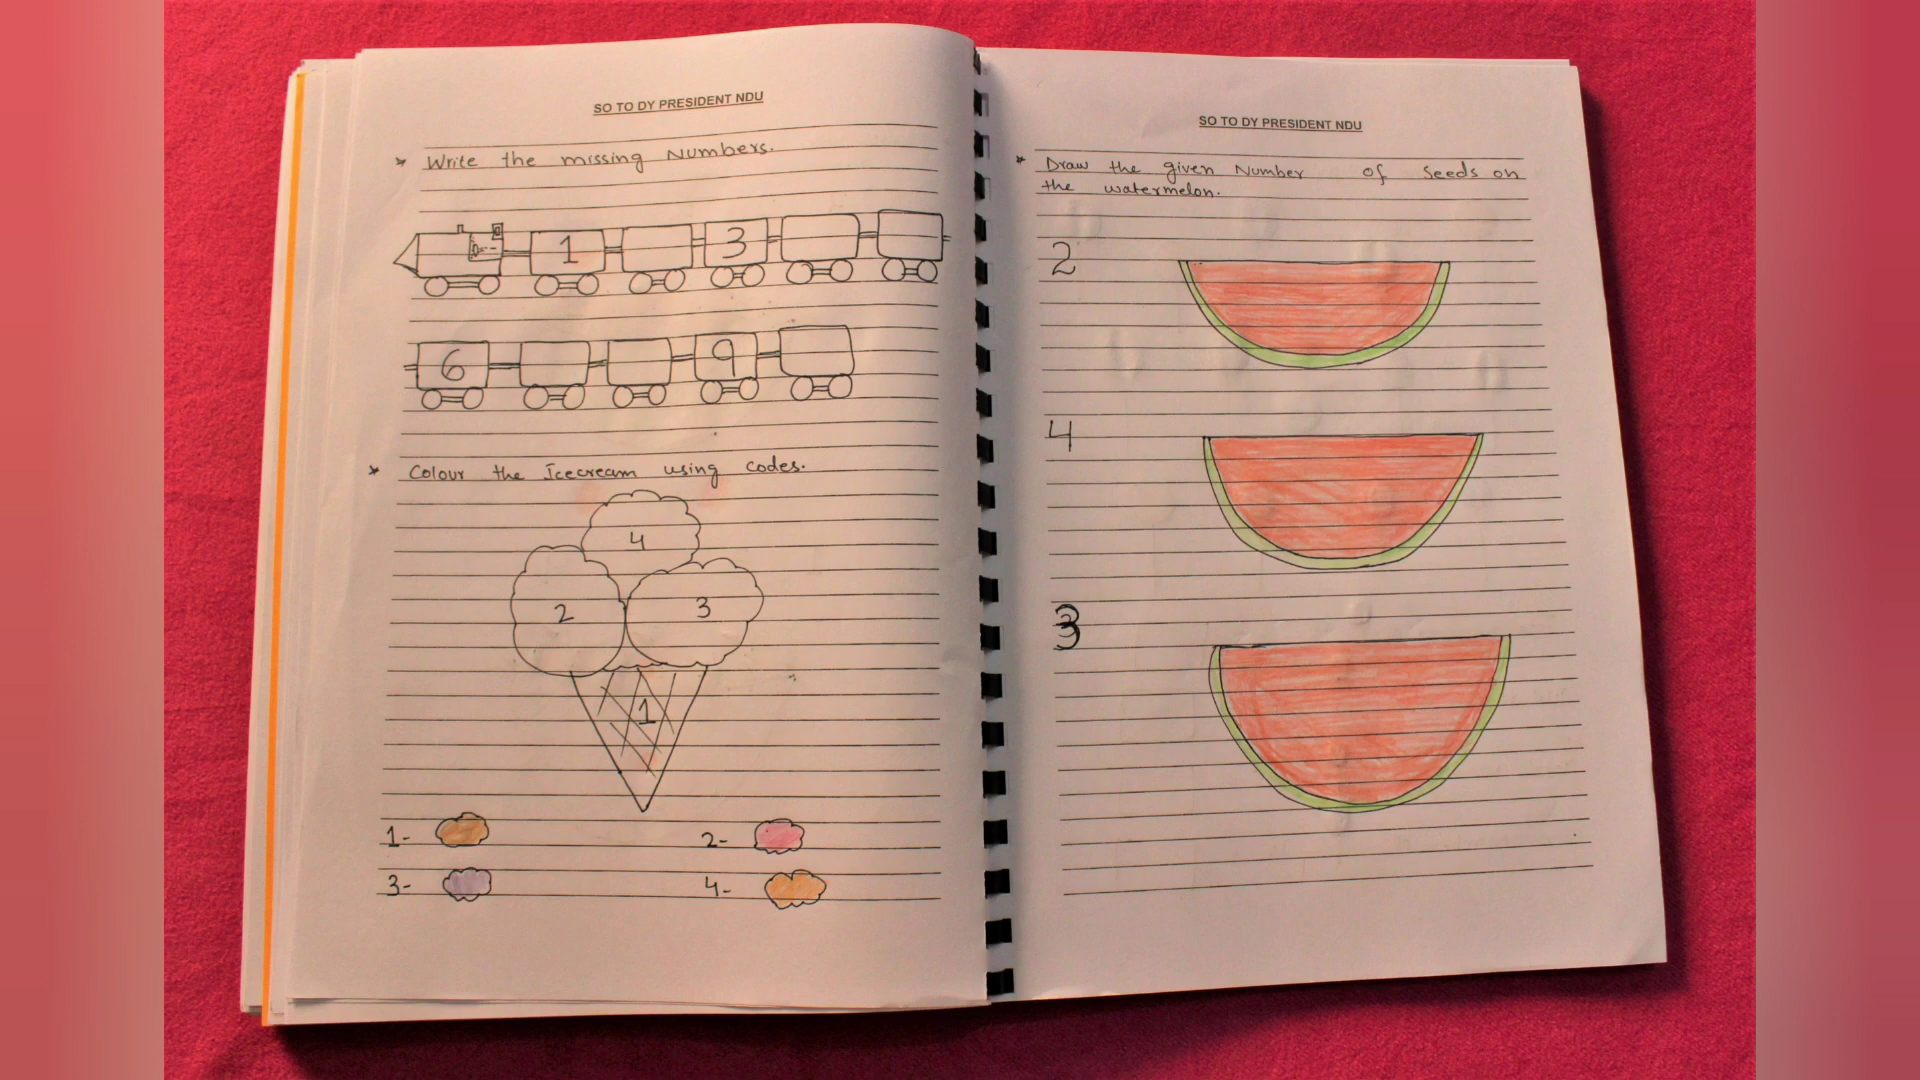 SO TO DY PRESIDENT NDU
* Write the missing Numbers.
1 3
6 9
* Colour the Icecream using codes.
4
2 3
1
1- 2-
3- 4-
SO TO DY PRESIDENT NDU
* Draw the given Number of Seeds on
the watermelon.
2
4
3